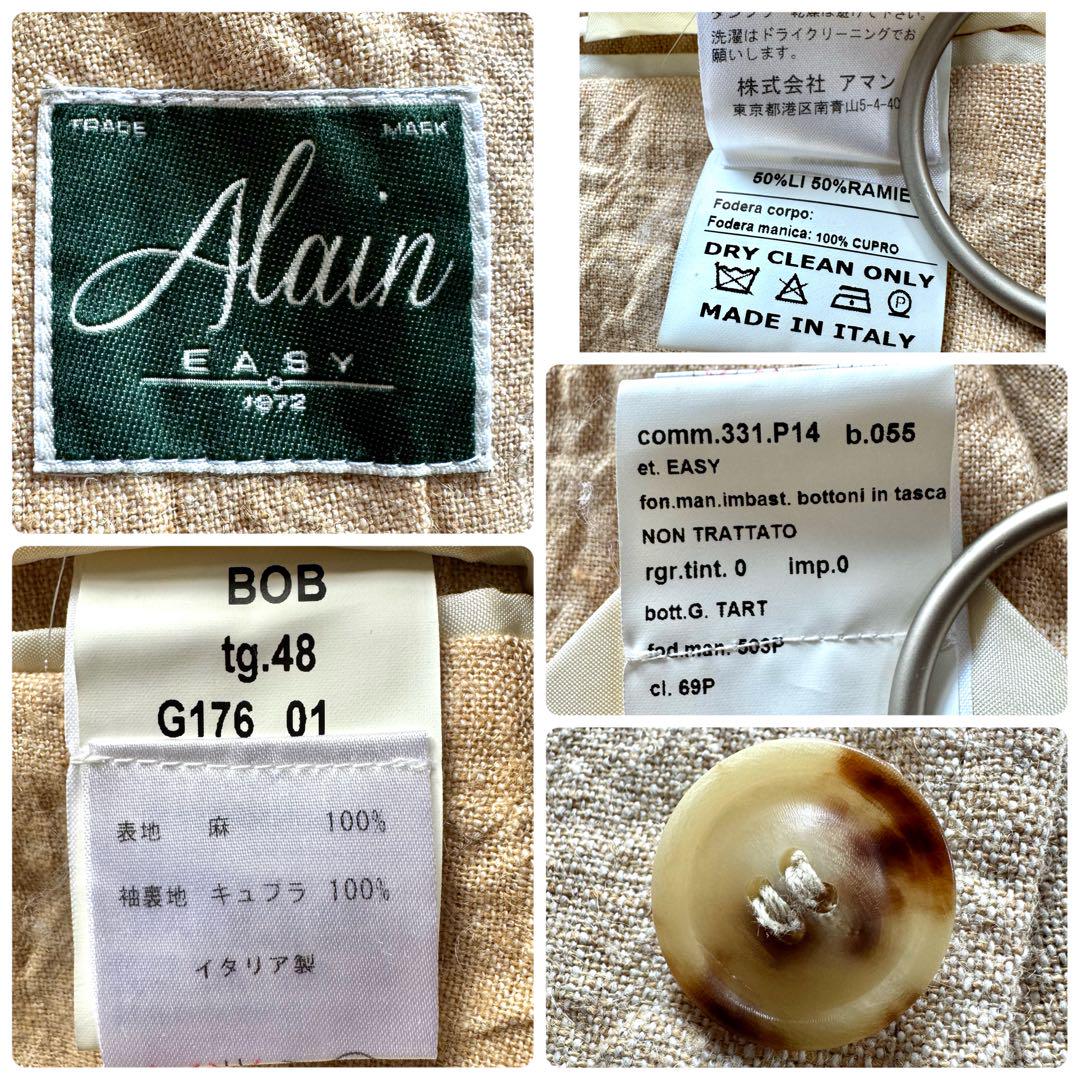 TRADE MARK
Alain
EASY
1972
洗濯はドライクリーニングでお
願いします。
株式会社 アマン
東京都港区南青山5-4-40
50%LI 50%RAMIE
Fodera corpo:
Fodera manica: 100% CUPRO
DRY CLEAN ONLY
P
MADE IN ITALY
comm.331.P14 b.055
et. EASY
fon.man.imbast. bottoni in tasca
NON TRATTATO
rgr.tint. 0 imp.0
bott.G. TART
fod.man. 503P
cl. 69P
BOB
tg.48
G176 01
表地 麻 100%
袖裏地 キュプラ 100%
イタリア製